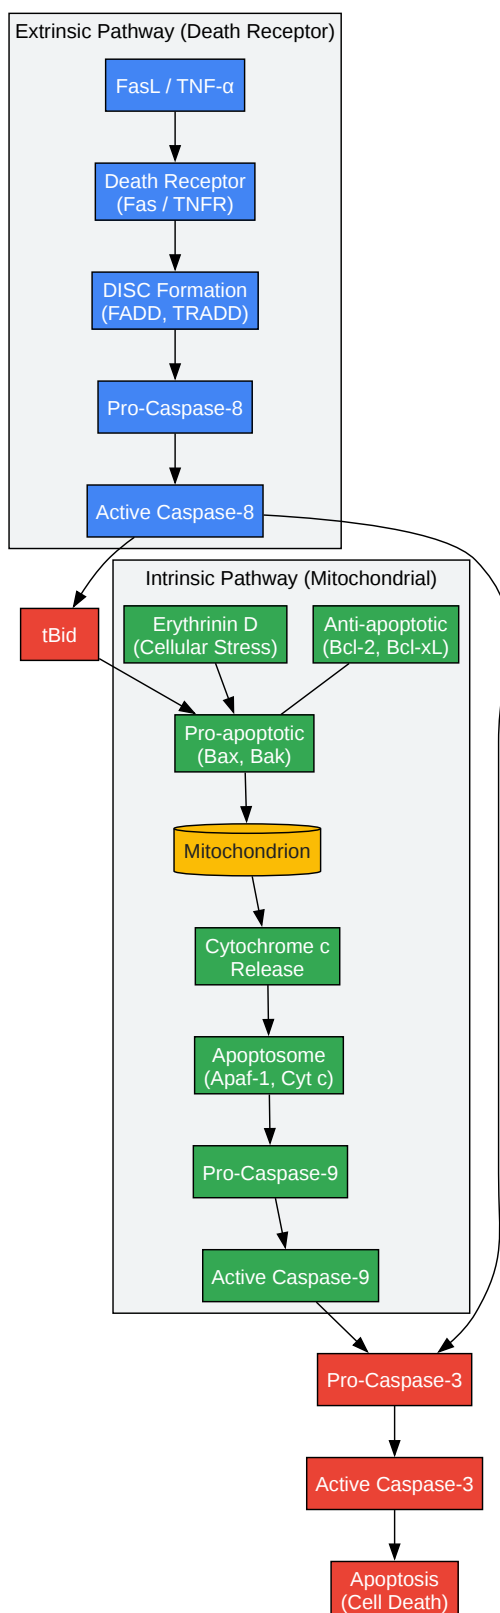 Extrinsic Pathway (Death Receptor)
FasL / TNF-α
Death Receptor
(Fas / TNFR)
DISC Formation
(FADD, TRADD)
Pro-Caspase-8
Active Caspase-8
Intrinsic Pathway (Mitochondrial)
tBid
Erythrinin D
(Cellular Stress)
Anti-apoptotic
(Bcl-2, Bcl-xL)
Pro-apoptotic
(Bax, Bak)
Mitochondrion
Cytochrome c
Release
Apoptosome
(Apaf-1, Cyt c)
Pro-Caspase-9
Active Caspase-9
Pro-Caspase-3
Active Caspase-3
Apoptosis
(Cell Death)